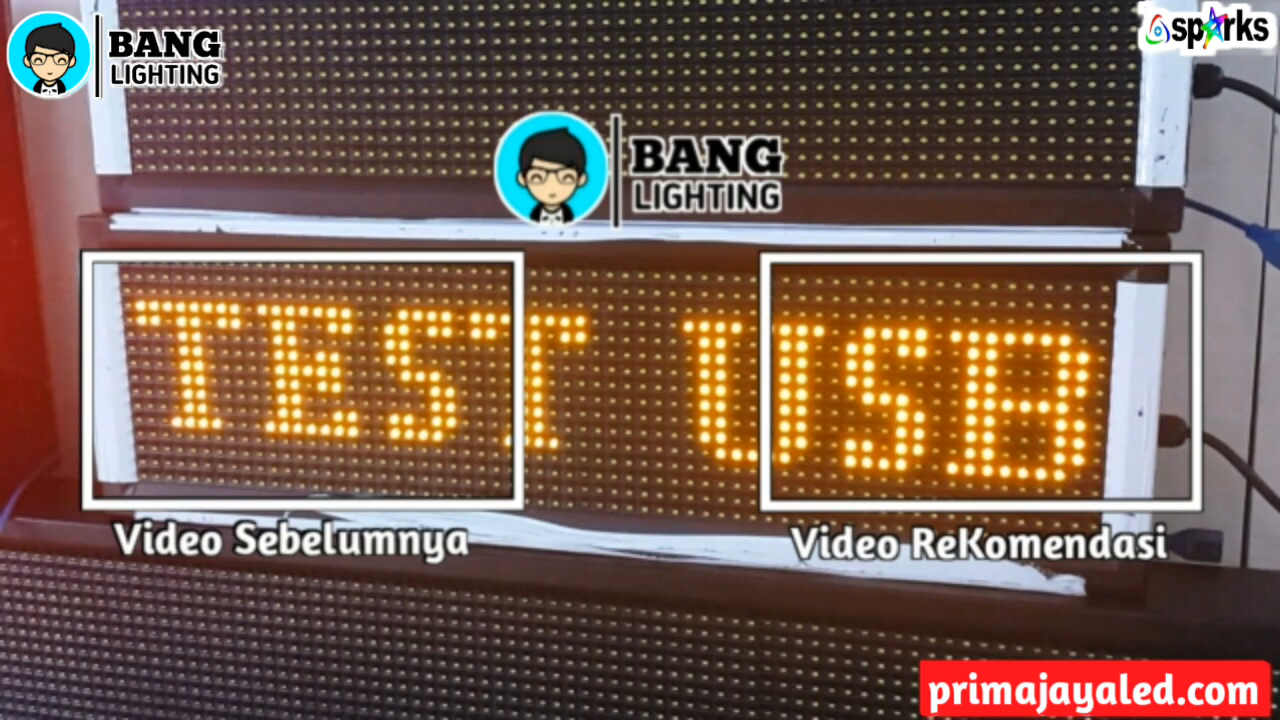 BANG
LIGHTING
sparks
BANG
LIGHTING
TEST USB
Video Sebelumnya
Video ReKomendasi
primajayaled.com